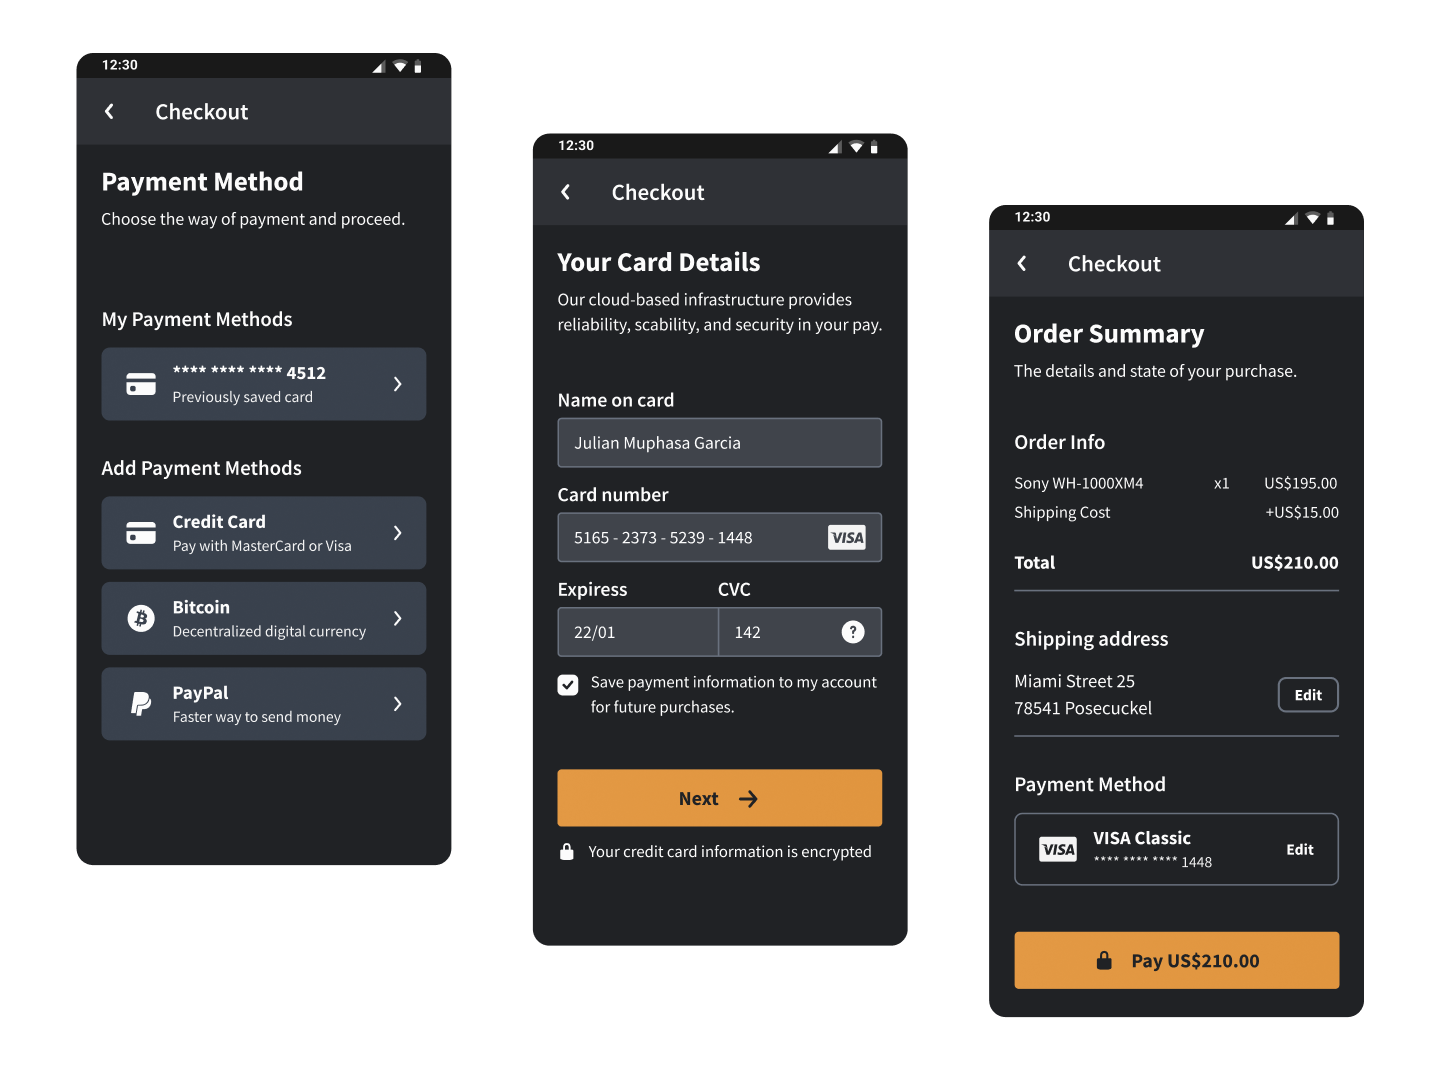 12:30
Checkout
Payment Method
Choose the way of payment and proceed.
My Payment Methods
**** **** **** 4512
Previously saved card
Add Payment Methods
Credit Card
Pay with MasterCard or Visa
Bitcoin
Decentralized digital currency
PayPal
Faster way to send money
12:30
Checkout
Your Card Details
Our cloud-based infrastructure provides
reliability, scability, and security in your pay.
Name on card
Julian Muphasa Garcia
Card number
5165 - 2373 - 5239 - 1448 VISA
Expiress CVC
22/01 142 ?
Save payment information to my account
for future purchases.
Next
Your credit card information is encrypted
12:30
Checkout
Order Summary
The details and state of your purchase.
Order Info
Sony WH-1000XM4 x1 US$195.00
Shipping Cost +US$15.00
Total US$210.00
Shipping address
Miami Street 25
78541 Posecuckel
Edit
Payment Method
VISA
VISA Classic
**** **** **** 1448
Edit
Pay US$210.00